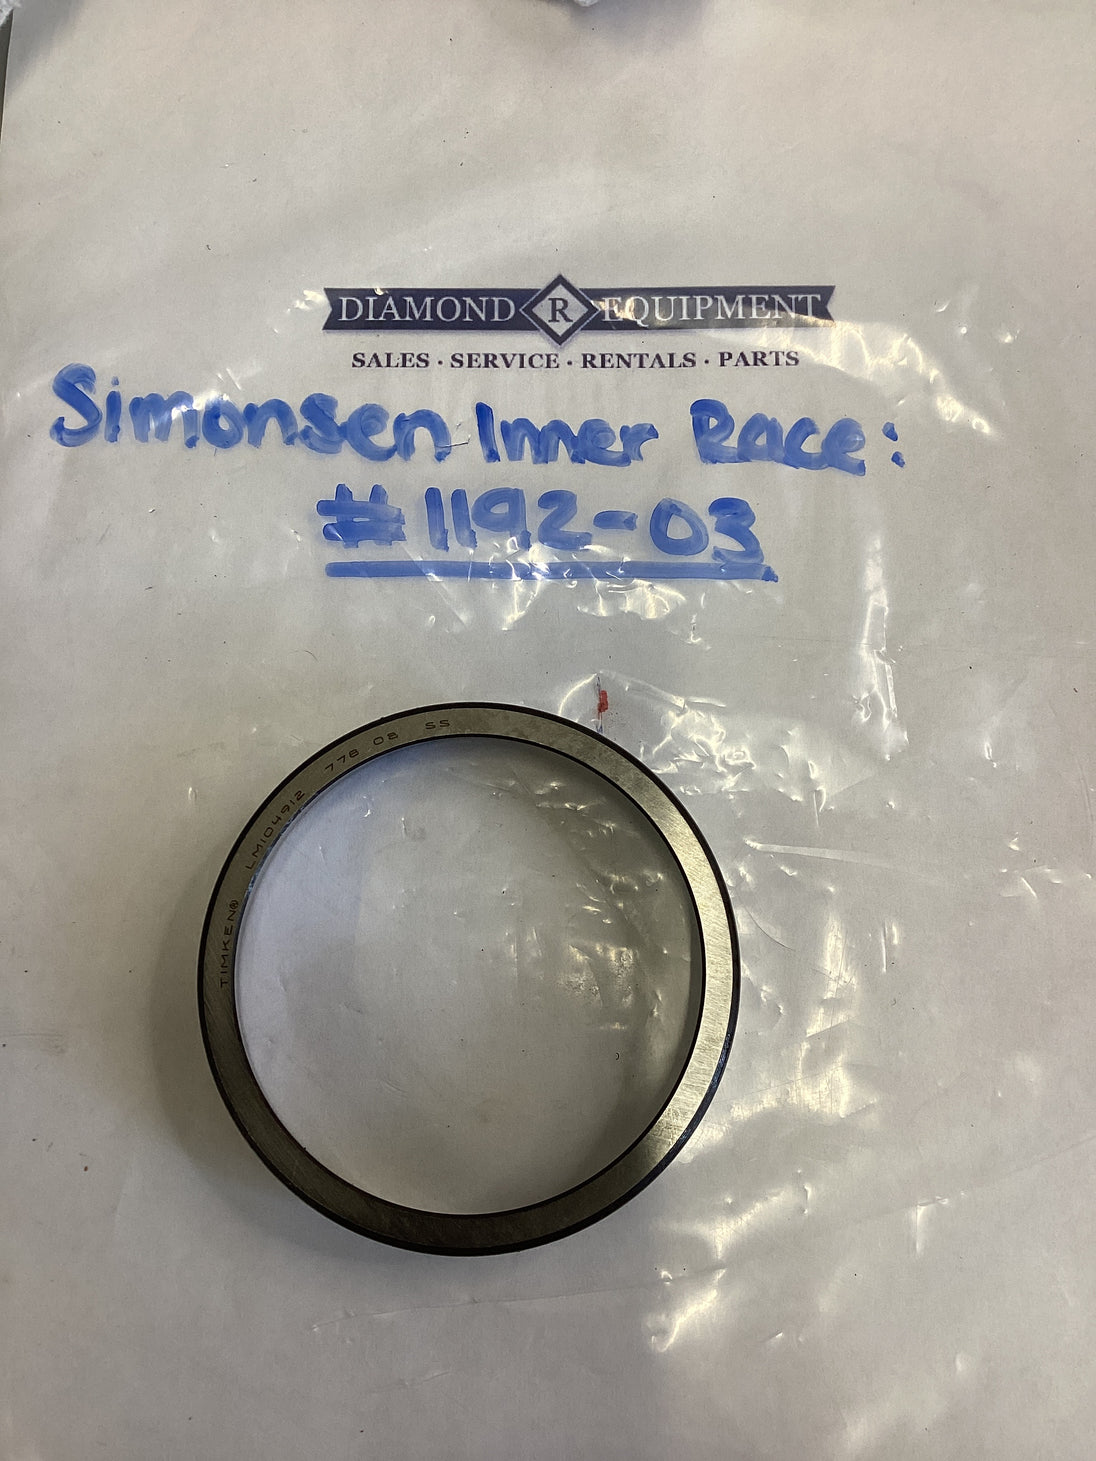 DIAMOND R EQUIPMENT
SALES · SERVICE · RENTALS · PARTS
Simonsen Inner Race:
#1192-03
TIMKEN® LM104912 778 08 SS